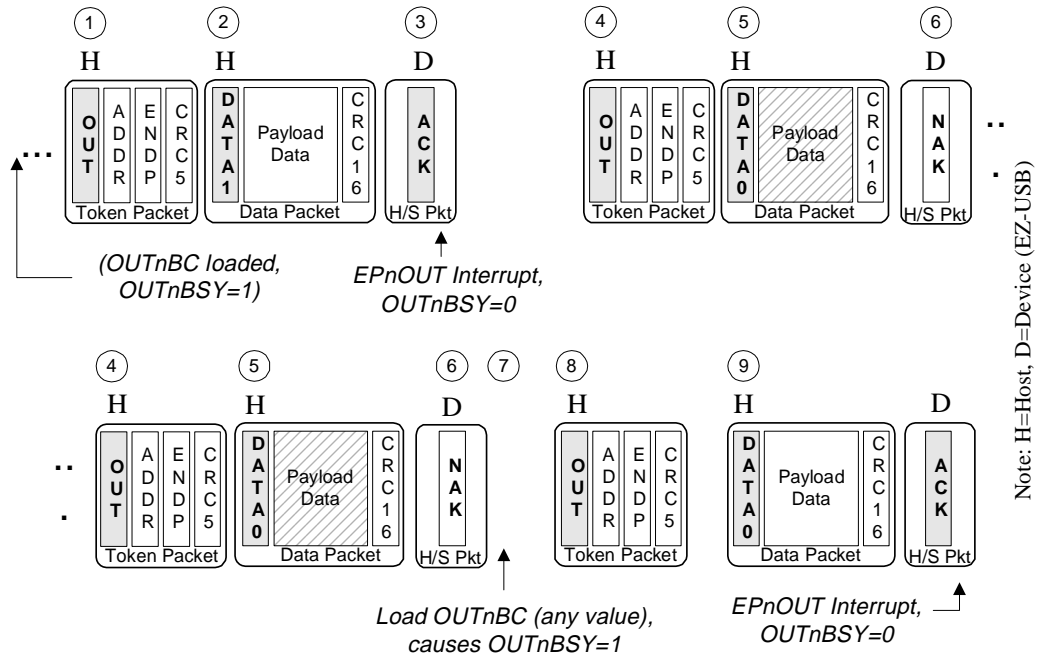 1 2 3 4 5 6
H H D H H D
OUT ADDR ENDP CRC5 DATA1 Payload Data CRC16 ACK OUT ADDR ENDP CRC5 DATA0 Payload Data CRC16 NAK
... ..
.
Token Packet Data Packet H/S Pkt Token Packet Data Packet H/S Pkt
(OUTnBC loaded,
OUTnBSY=1)
EPnOUT Interrupt,
OUTnBSY=0
4 5 6 7 8 9
H H D H H D
.. OUT ADDR ENDP CRC5 DATA0 Payload Data CRC16 NAK OUT ADDR ENDP CRC5 DATA0 Payload Data CRC16 ACK
.
Token Packet Data Packet H/S Pkt Token Packet Data Packet H/S Pkt
Load OUTnBC (any value),
causes OUTnBSY=1
EPnOUT Interrupt,
OUTnBSY=0
Note: H=Host, D=Device (EZ-USB)